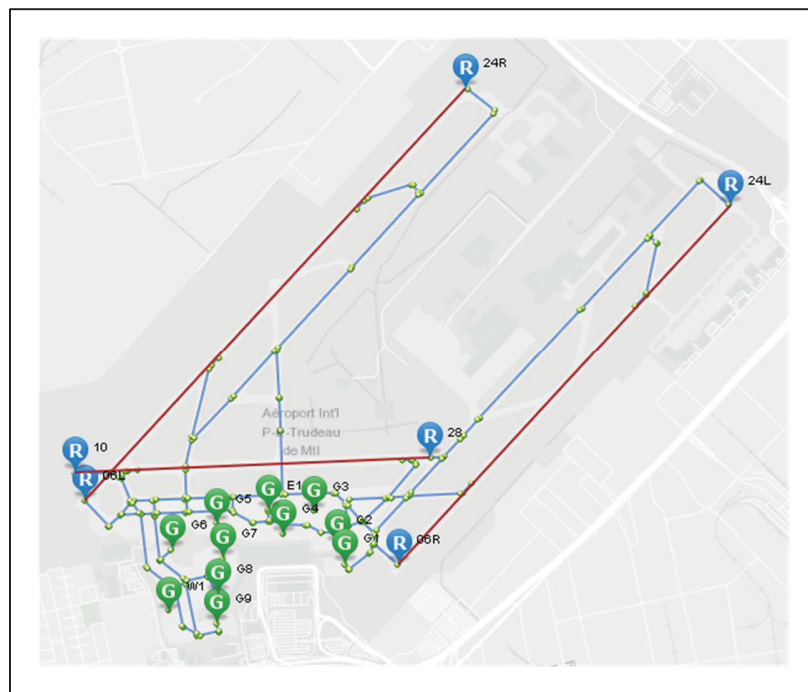 R 24R
R 24L
Aéroport Int'l
P.-E.-Trudeau
de Mtl
R 28
R 10
R 06L
G E1
G G3
G G5
G G4
G G2
G G6
G G7
G G1
R 06R
G G8
G W1
G G9